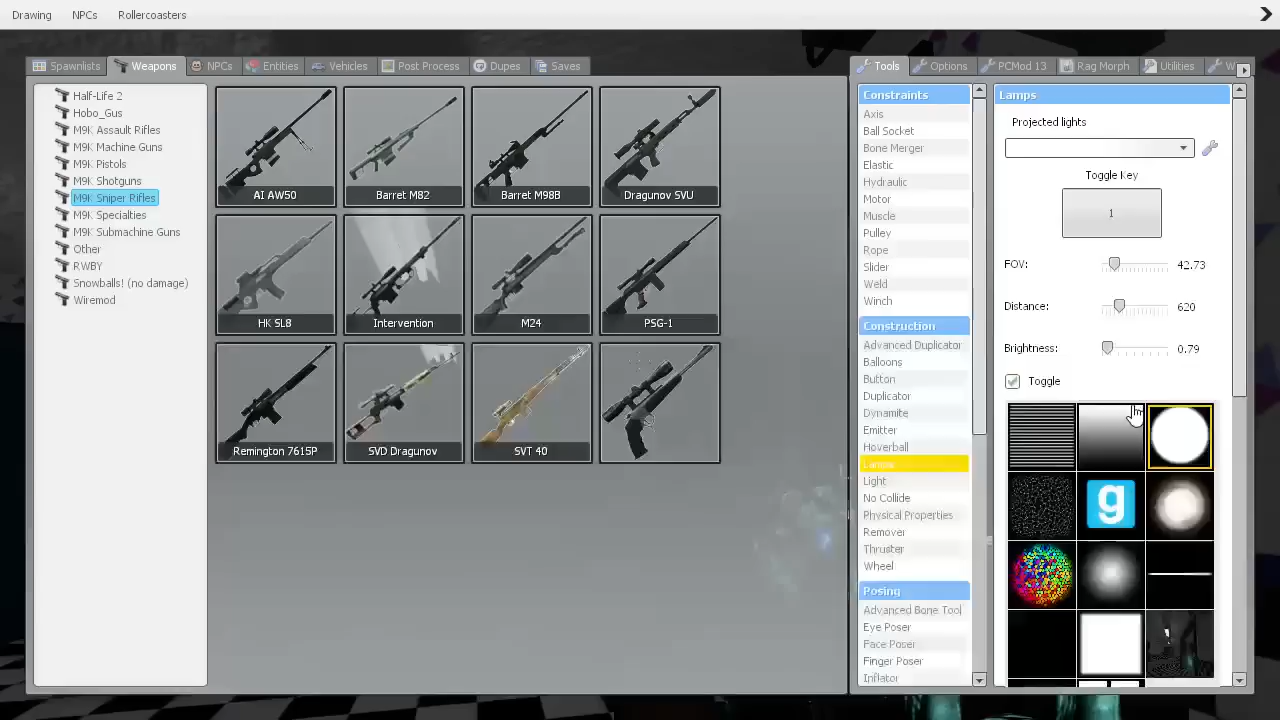 Drawing NPCs Rollercoasters
Spawnlists Weapons NPCs Entities Vehicles Post Process Dupes Saves
Half-Life 2
Hobo_Gus
M9K Assault Rifles
M9K Machine Guns
M9K Pistols
M9K Shotguns
M9K Sniper Rifles
M9K Specialties
M9K Submachine Guns
Other
RWBY
Snowballs! (no damage)
Wiremod
AI AW50
Barret M82
Barret M98B
Dragunov SVU
HK SL8
Intervention
M24
PSG-1
Remington 7615P
SVD Dragunov
SVT 40
Tools Options PCMod 13 Rag Morph Utilities W
Constraints
Axis
Ball Socket
Bone Merger
Elastic
Hydraulic
Motor
Muscle
Pulley
Rope
Slider
Weld
Winch
Construction
Advanced Duplicator
Balloons
Button
Duplicator
Dynamite
Emitter
Hoverball
Lamps
Light
No Collide
Physical Properties
Remover
Thruster
Wheel
Posing
Advanced Bone Tool
Eye Poser
Face Poser
Finger Poser
Inflator
Lamps
Projected lights
Toggle Key
1
FOV: 42.73
Distance: 620
Brightness: 0.79
Toggle
g